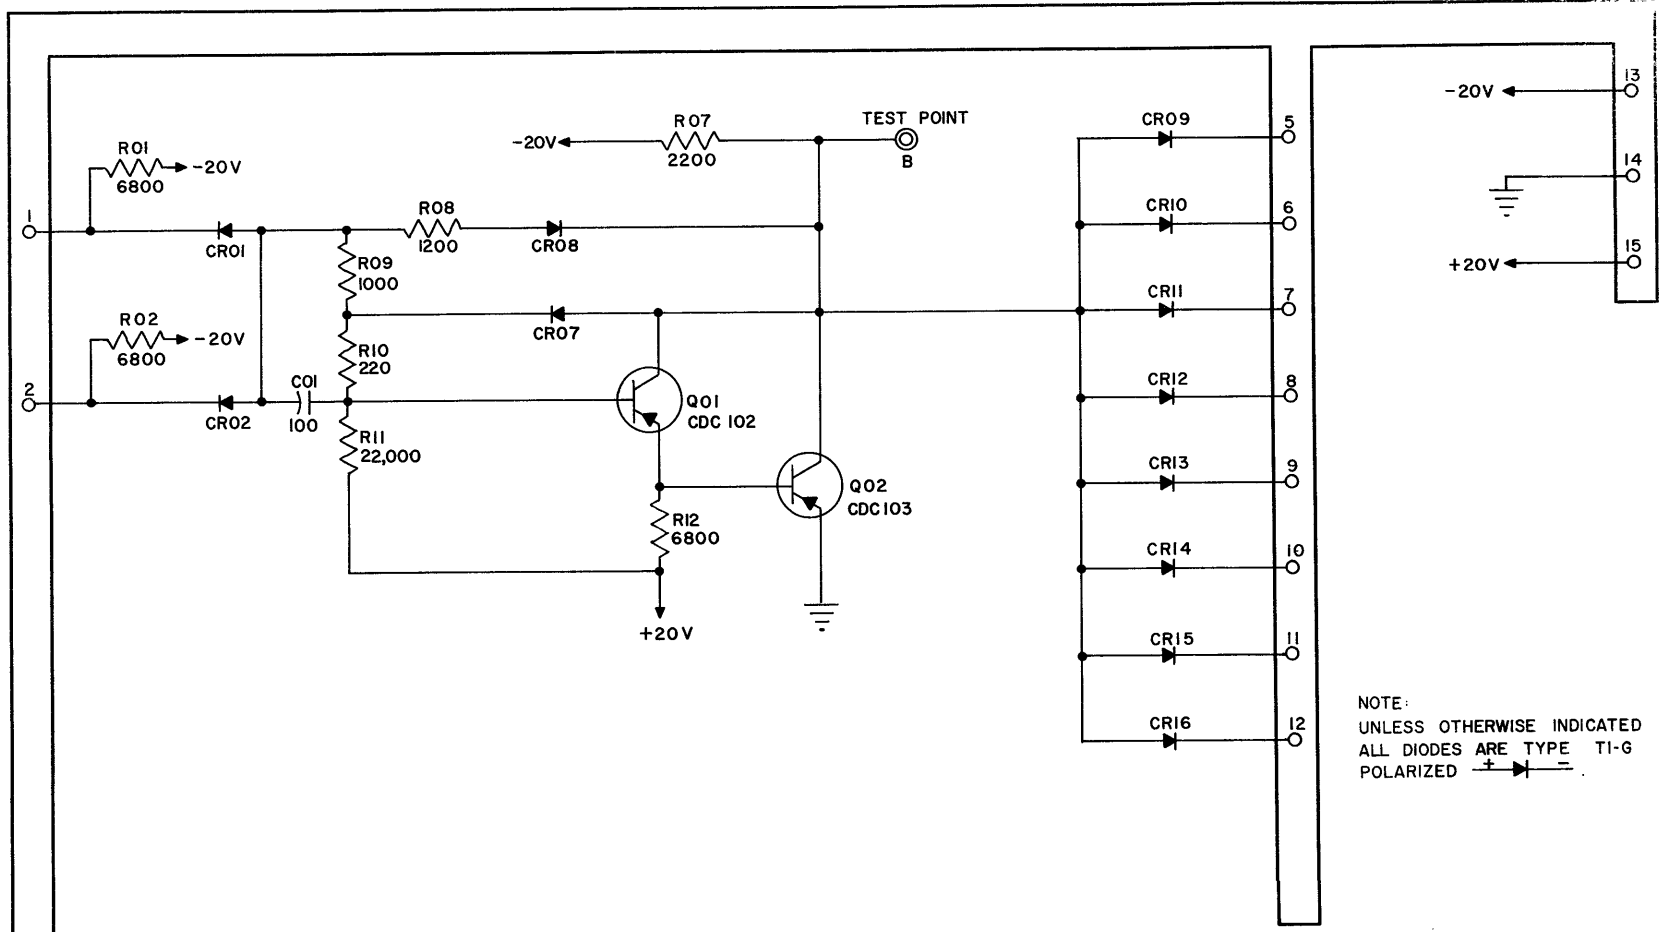 R01
6800
-20V
1
CR01
R02
6800
-20V
2
CR02
C01
100
R08
1200
CR08
R09
1000
CR07
R10
220
R11
22,000
-20V
R07
2200
TEST POINT
B
Q01
CDC 102
Q02
CDC103
R12
6800
+20V
CR09
5
CR10
6
CR11
7
CR12
8
CR13
9
CR14
10
CR15
11
CR16
12
-20V
13
14
+20V
15
NOTE:
UNLESS OTHERWISE INDICATED
ALL DIODES ARE TYPE TI-G
POLARIZED + -.